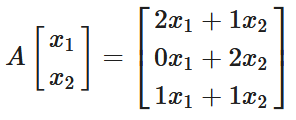 A [x₁ x₂] = [2x₁ + 1x₂
0x₁ + 2x₂
1x₁ + 1x₂]